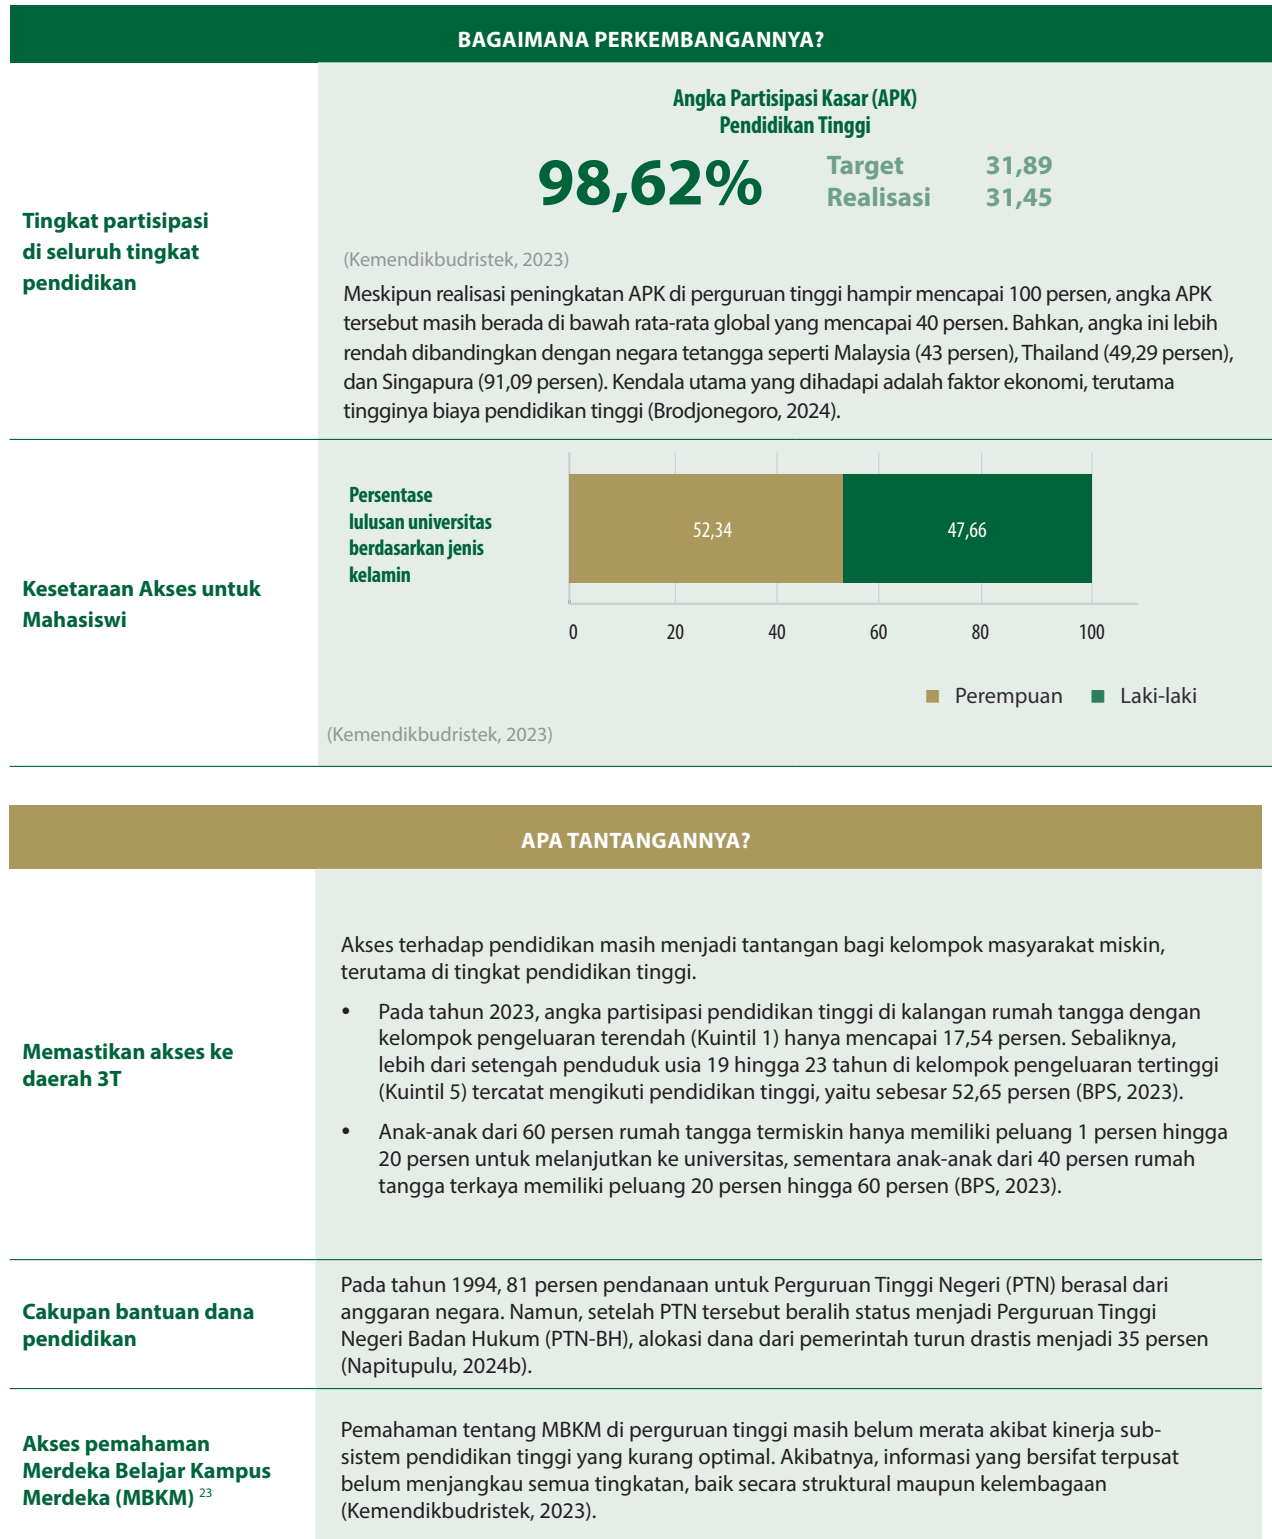 BAGAIMANA PERKEMBANGANNYA?
Tingkat partisipasi
di seluruh tingkat
pendidikan
Angka Partisipasi Kasar (APK)
Pendidikan Tinggi
98,62%
Target 31,89
Realisasi 31,45
(Kemendikbudristek, 2023)
Meskipun realisasi peningkatan APK di perguruan tinggi hampir mencapai 100 persen, angka APK
tersebut masih berada di bawah rata-rata global yang mencapai 40 persen. Bahkan, angka ini lebih
rendah dibandingkan dengan negara tetangga seperti Malaysia (43 persen), Thailand (49,29 persen),
dan Singapura (91,09 persen). Kendala utama yang dihadapi adalah faktor ekonomi, terutama
tingginya biaya pendidikan tinggi (Brodjonegoro, 2024).
Kesetaraan Akses untuk
Mahasiswi
Persentase
lulusan universitas
berdasarkan jenis
kelamin
52,34 47,66
0 20 40 60 80 100
Perempuan Laki-laki
(Kemendikbudristek, 2023)
APA TANTANGANNYA?
Memastikan akses ke
daerah 3T
Akses terhadap pendidikan masih menjadi tantangan bagi kelompok masyarakat miskin,
terutama di tingkat pendidikan tinggi.
• Pada tahun 2023, angka partisipasi pendidikan tinggi di kalangan rumah tangga dengan
kelompok pengeluaran terendah (Kuintil 1) hanya mencapai 17,54 persen. Sebaliknya,
lebih dari setengah penduduk usia 19 hingga 23 tahun di kelompok pengeluaran tertinggi
(Kuintil 5) tercatat mengikuti pendidikan tinggi, yaitu sebesar 52,65 persen (BPS, 2023).
• Anak-anak dari 60 persen rumah tangga termiskin hanya memiliki peluang 1 persen hingga
20 persen untuk melanjutkan ke universitas, sementara anak-anak dari 40 persen rumah
tangga terkaya memiliki peluang 20 persen hingga 60 persen (BPS, 2023).
Cakupan bantuan dana
pendidikan
Pada tahun 1994, 81 persen pendanaan untuk Perguruan Tinggi Negeri (PTN) berasal dari
anggaran negara. Namun, setelah PTN tersebut beralih status menjadi Perguruan Tinggi
Negeri Badan Hukum (PTN-BH), alokasi dana dari pemerintah turun drastis menjadi 35 persen
(Napitupulu, 2024b).
Akses pemahaman
Merdeka Belajar Kampus
Merdeka (MBKM) 23
Pemahaman tentang MBKM di perguruan tinggi masih belum merata akibat kinerja sub-
sistem pendidikan tinggi yang kurang optimal. Akibatnya, informasi yang bersifat terpusat
belum menjangkau semua tingkatan, baik secara struktural maupun kelembagaan
(Kemendikbudristek, 2023).